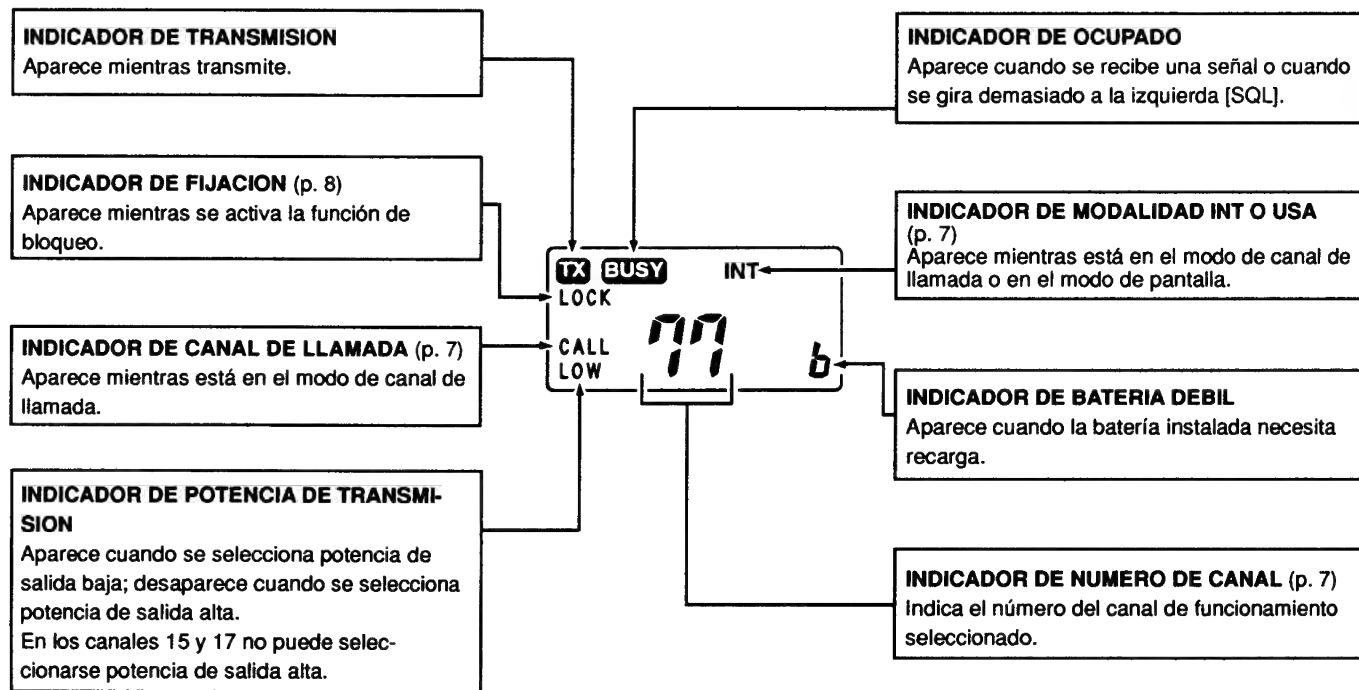 INDICADOR DE TRANSMISION
Aparece mientras transmite.
INDICADOR DE FIJACION (p. 8)
Aparece mientras se activa la función de
bloqueo.
INDICADOR DE CANAL DE LLAMADA (p. 7)
Aparece mientras está en el modo de canal de
llamada.
INDICADOR DE POTENCIA DE TRANSMI-
SION
Aparece cuando se selecciona potencia de
salida baja; desaparece cuando se selecciona
potencia de salida alta.
En los canales 15 y 17 no puede selec-
cionarse potencia de salida alta.
TX BUSY INT
LOCK
CALL 77
LOW b
INDICADOR DE OCUPADO
Aparece cuando se recibe una señal o cuando
se gira demasiado a la izquierda [SQL].
INDICADOR DE MODALIDAD INT O USA
(p. 7)
Aparece mientras está en el modo de canal de
llamada o en el modo de pantalla.
INDICADOR DE BATERIA DEBIL
Aparece cuando la batería instalada necesita
recarga.
INDICADOR DE NUMERO DE CANAL (p. 7)
Indica el número del canal de funcionamiento
seleccionado.